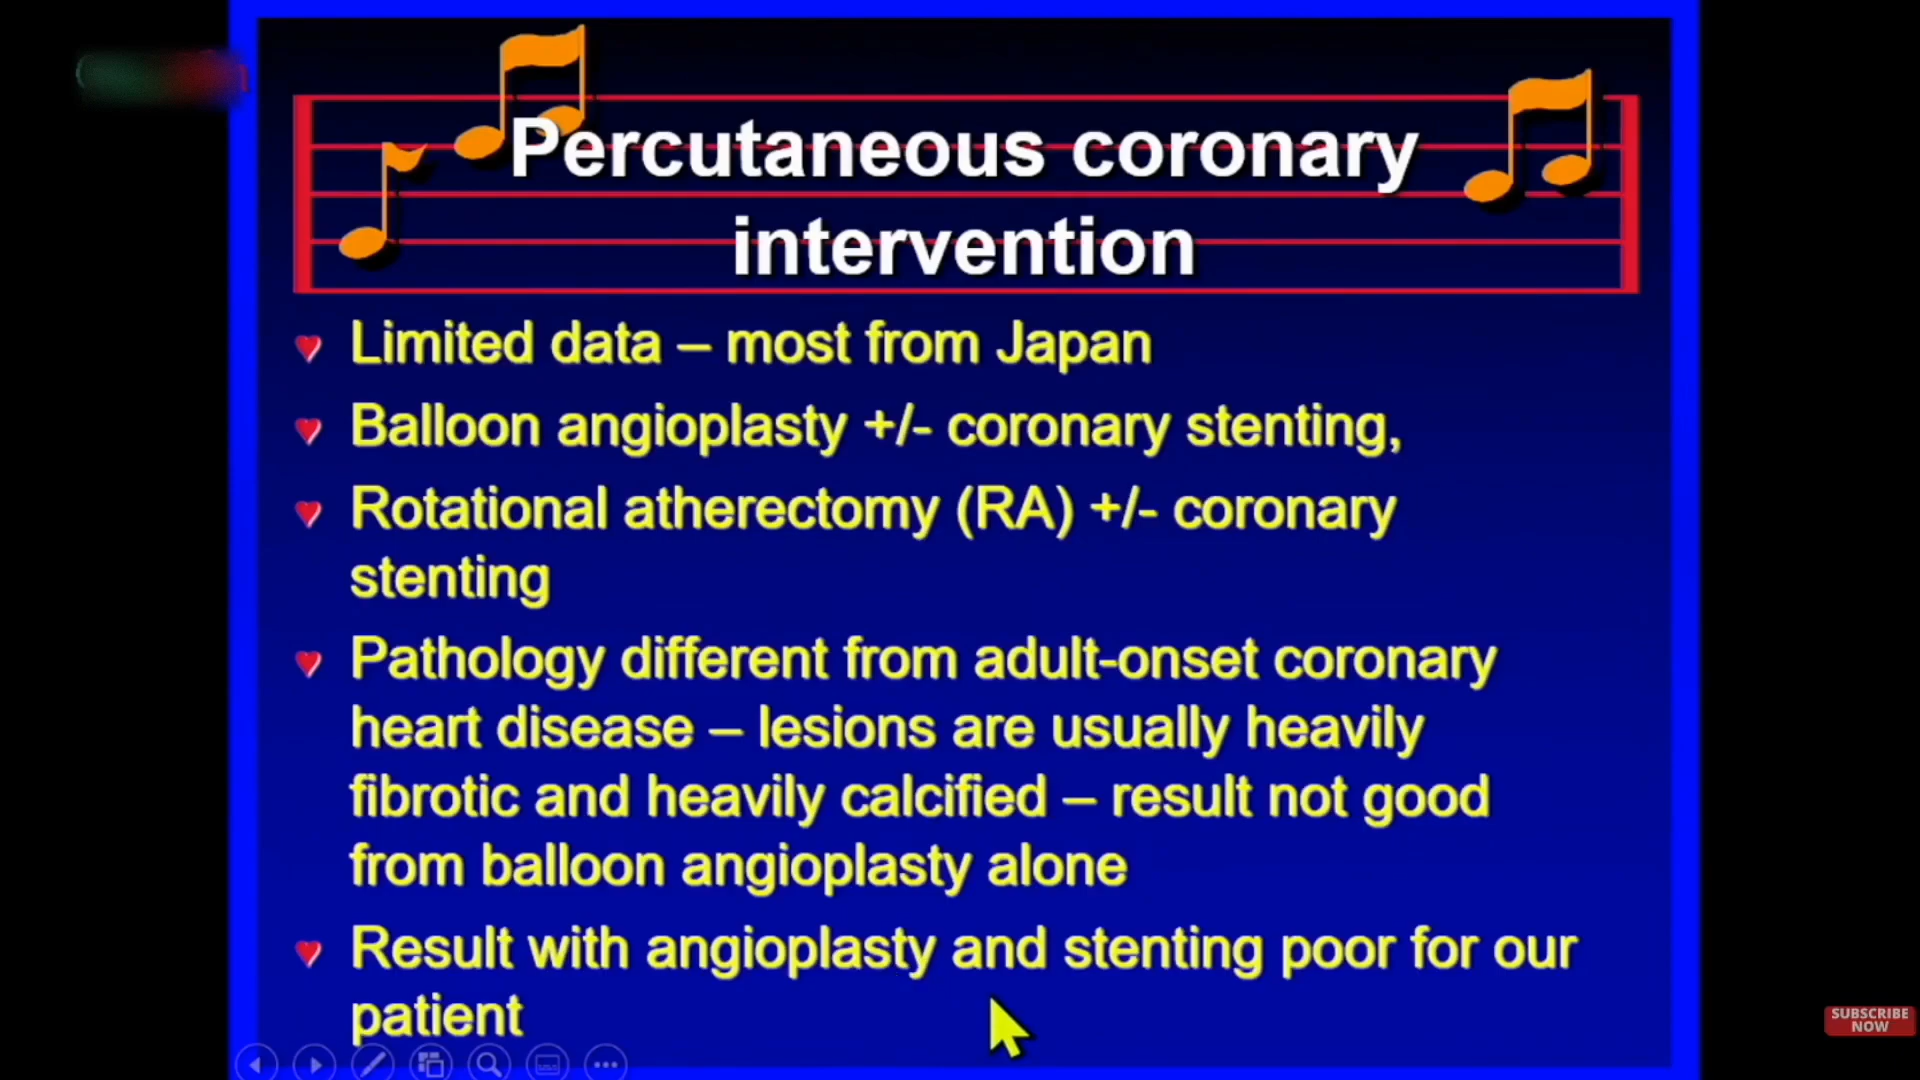 Percutaneous coronary
intervention
Limited data – most from Japan
Balloon angioplasty +/- coronary stenting,
Rotational atherectomy (RA) +/- coronary
stenting
Pathology different from adult-onset coronary
heart disease – lesions are usually heavily
fibrotic and heavily calcified – result not good
from balloon angioplasty alone
Result with angioplasty and stenting poor for our
patient
SUBSCRIBE
NOW